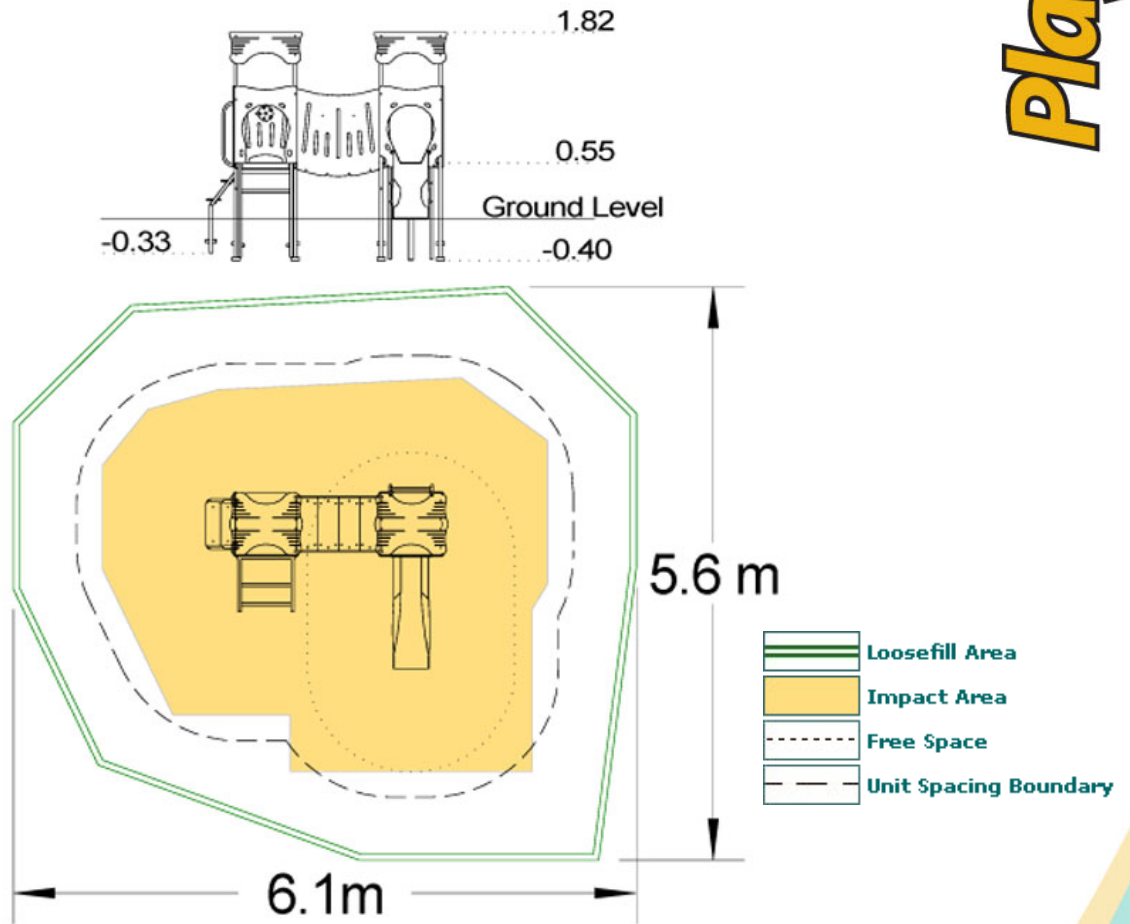 1.82
0.55
Ground Level
-0.33
-0.40
5.6 m
6.1m
Loosefill Area
Impact Area
Free Space
Unit Spacing Boundary